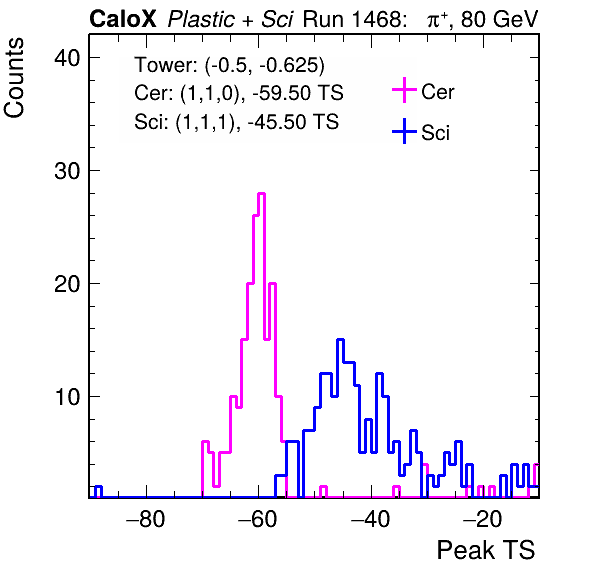 CaloX Plastic + Sci Run 1468: π⁺, 80 GeV
Counts
40
30
20
10
Tower: (-0.5, -0.625)
Cer: (1,1,0), -59.50 TS
Sci: (1,1,1), -45.50 TS
Cer
Sci
−80 −60 −40 −20
Peak TS